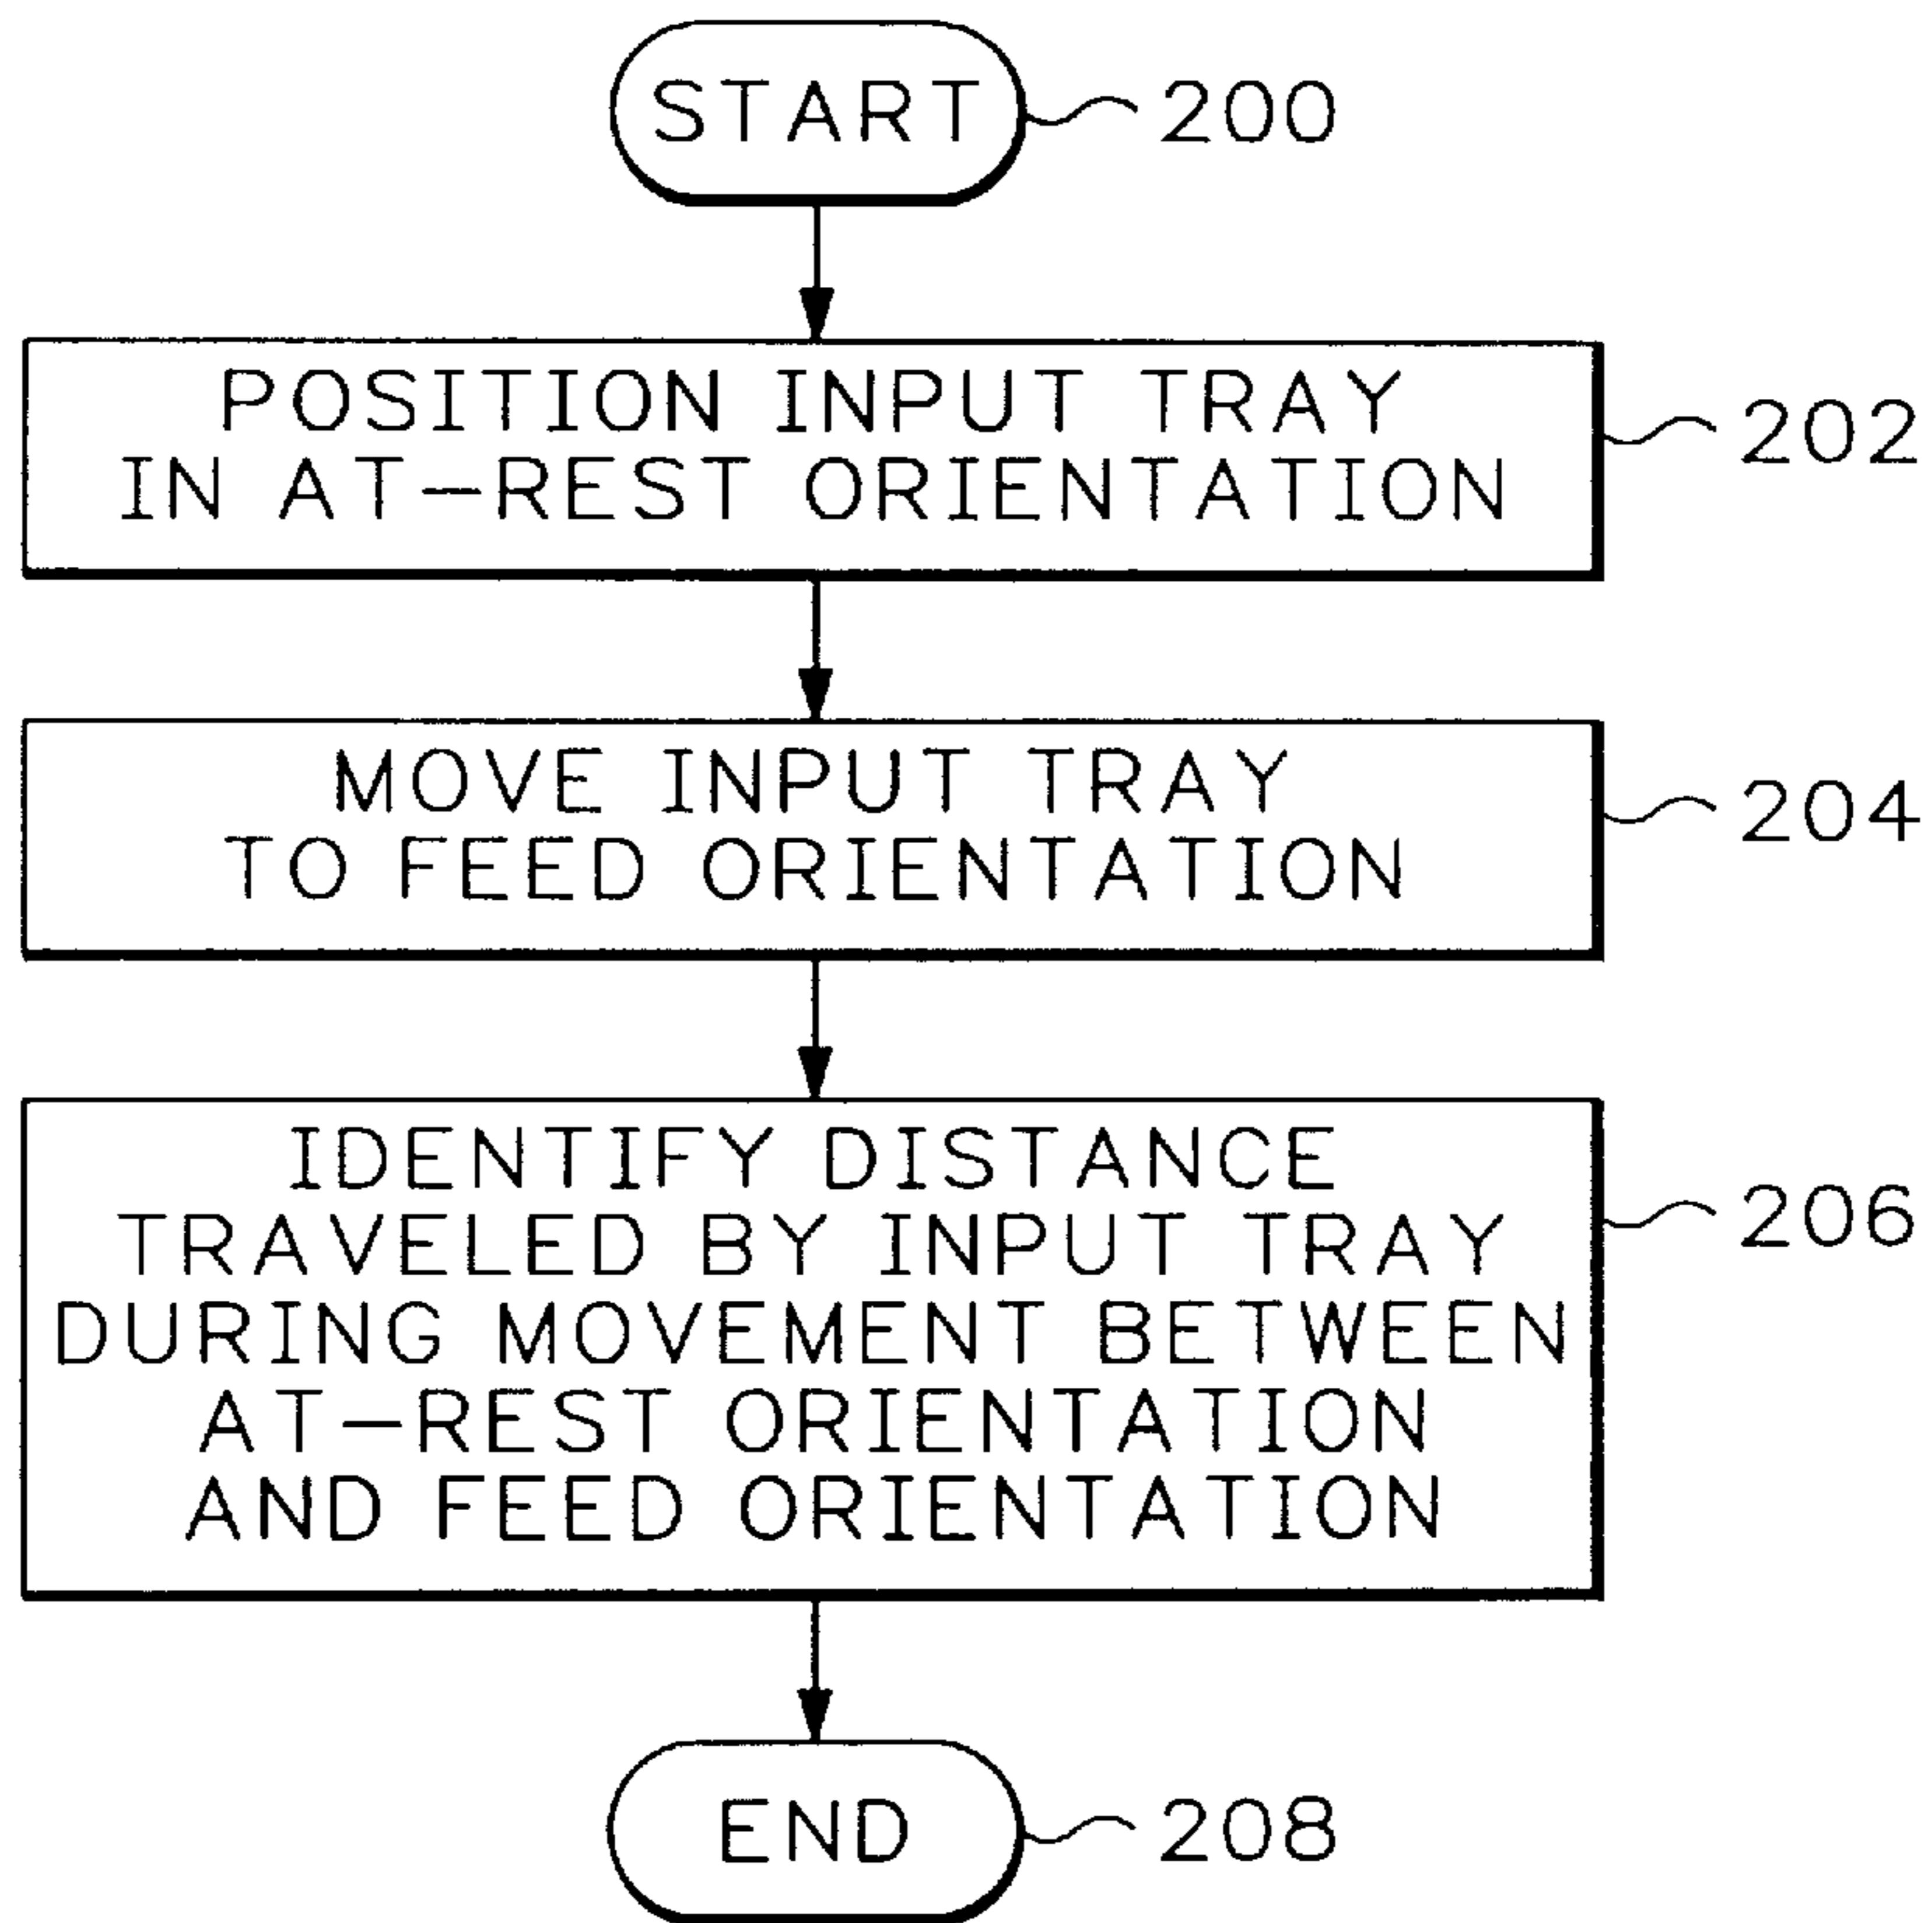 START 200
POSITION INPUT TRAY
IN AT-REST ORIENTATION
202
MOVE INPUT TRAY
TO FEED ORIENTATION
204
IDENTIFY DISTANCE
TRAVELED BY INPUT TRAY
DURING MOVEMENT BETWEEN
AT-REST ORIENTATION
AND FEED ORIENTATION
206
END 208